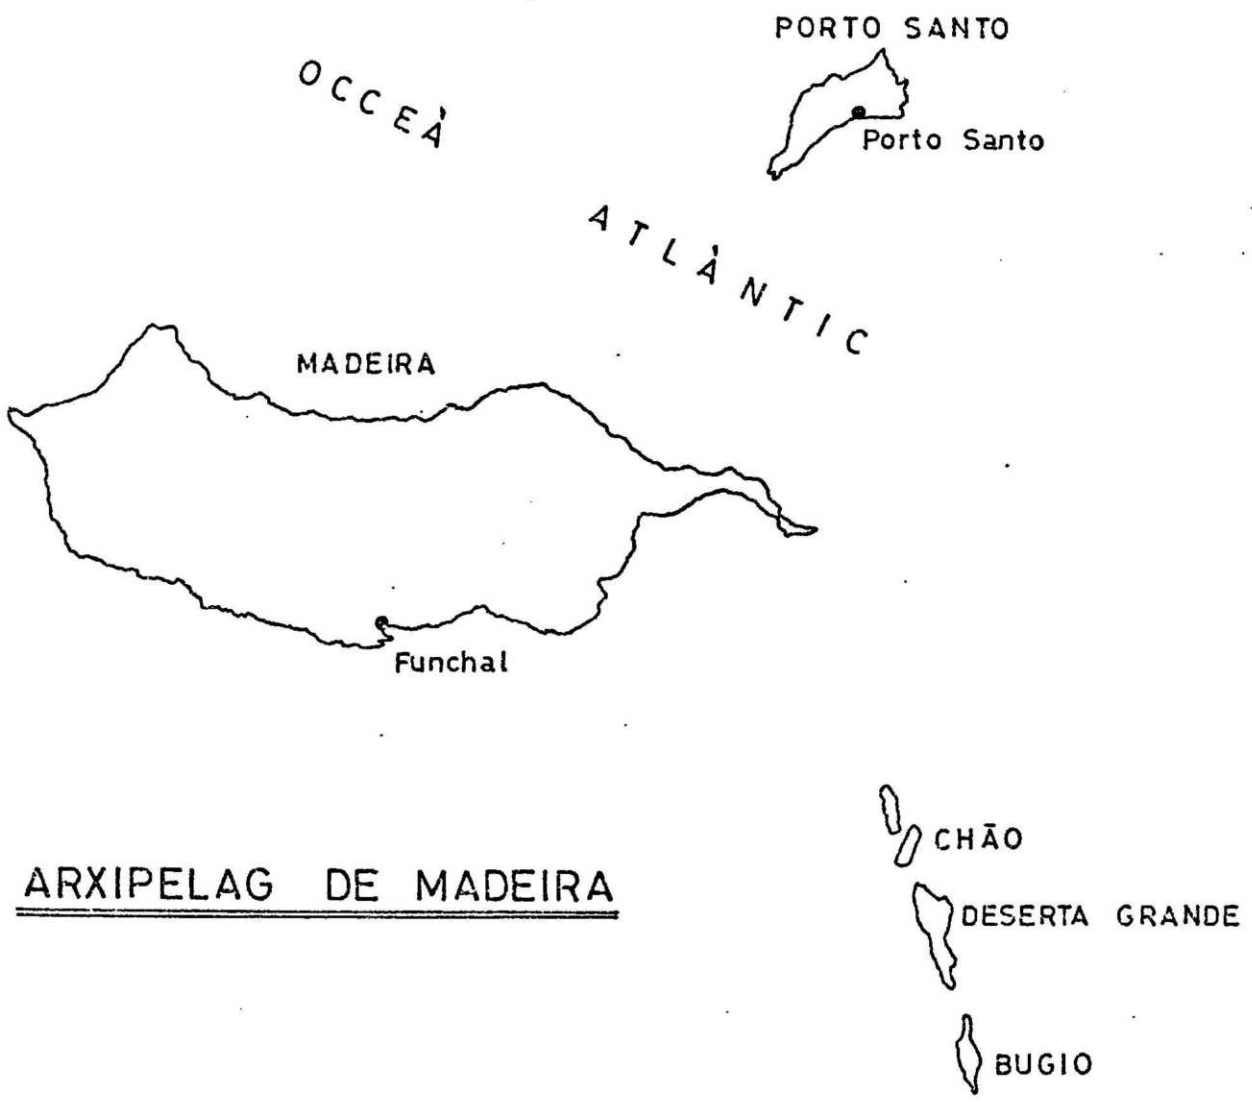 PORTO SANTO
OCCEÀ
Porto Santo
ATLÀNTIC
MADEIRA
Funchal
CHÃO
ARXIPELAG DE MADEIRA
DESERTA GRANDE
BUGIO